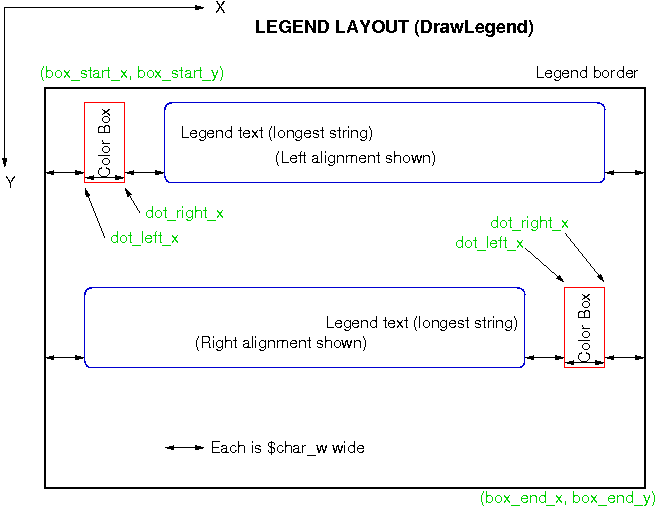 X
LEGEND LAYOUT (DrawLegend)
(box_start_x, box_start_y)
Legend border
Color Box
Legend text (longest string)
(Left alignment shown)
Y
dot_right_x
dot_left_x
dot_right_x
dot_left_x
Legend text (longest string)
(Right alignment shown)
Color Box
Each is $char_w wide
(box_end_x, box_end_y)